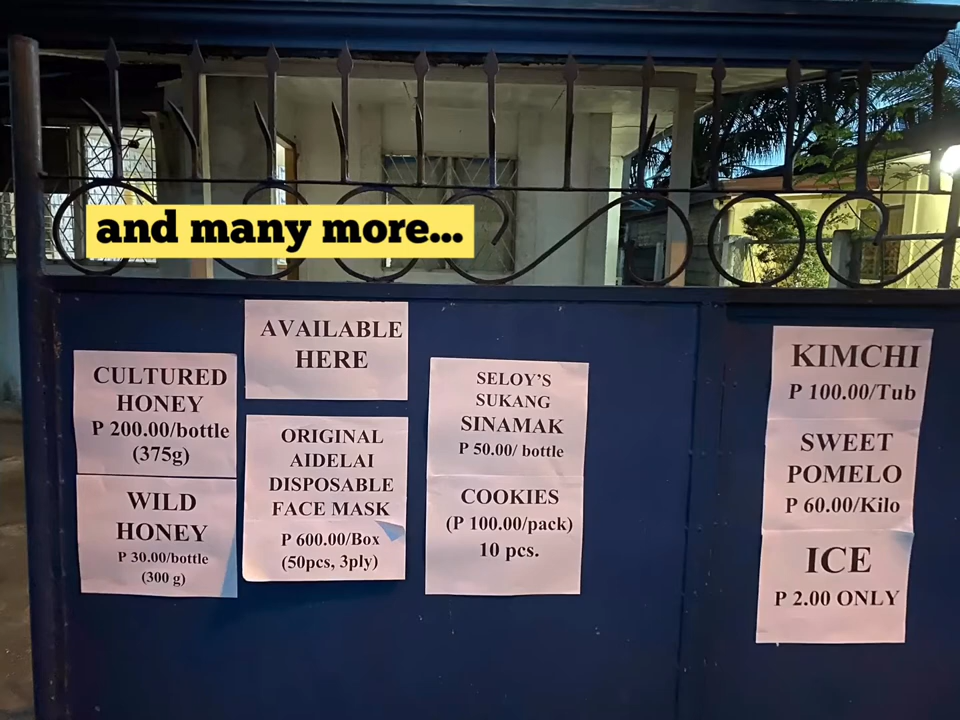 and many more...
AVAILABLE
HERE
CULTURED
HONEY
P 200.00/bottle
(375g)
WILD
HONEY
P 30.00/bottle
(300 g)
ORIGINAL
AIDELAI
DISPOSABLE
FACE MASK
P 600.00/Box
(50pcs, 3ply)
SELOY'S
SUKANG
SINAMAK
P 50.00/ bottle
COOKIES
(P 100.00/pack)
10 pcs.
KIMCHI
P 100.00/Tub
SWEET
POMELO
P 60.00/Kilo
ICE
P 2.00 ONLY